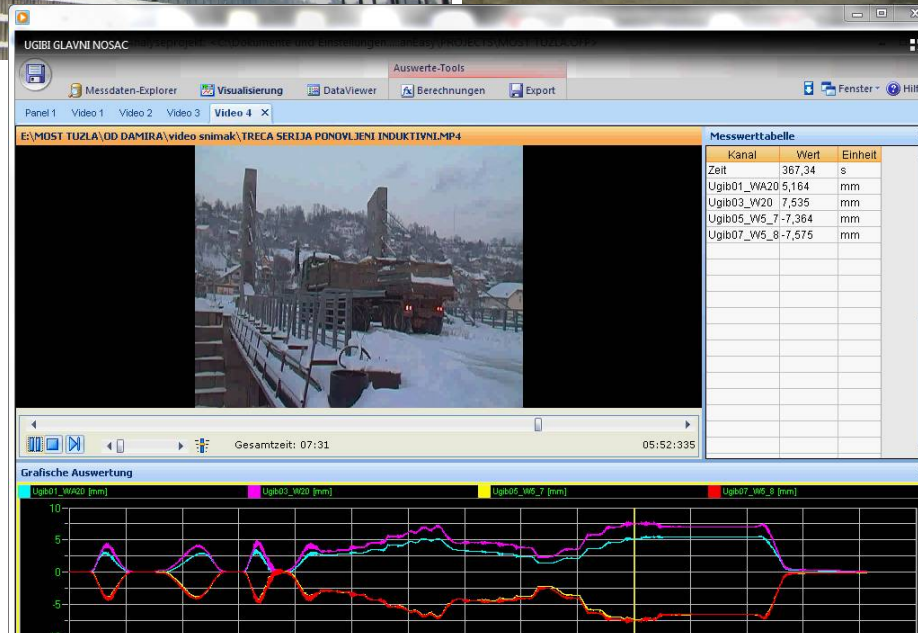 UGIBI GLAVNI NOSAC
Auswerte-Tools
Messdaten-Explorer Visualisierung DataViewer Berechnungen Export Fenster Hilf
Panel 1 Video 1 Video 2 Video 3 Video 4 X
E:\MOST TUZLA\OD DAMIRA\video snimak\TRECA SERIJA PONOVLJENI INDUKTIVNI.MP4
Messwerttabelle
Kanal Wert Einheit
Zeit 367,34 s
Ugib01_WA20 5,164 mm
Ugib03_W20 7,535 mm
Ugib05_W5_7 -7,364 mm
Ugib07_W5_8 -7,575 mm
Gesamtzeit: 07:31 05:52:335
Grafische Auswertung
Ugib01_WA20 [mm] Ugib03_W20 [mm] Ugib05_W5_7 [mm] Ugib07_W5_8 [mm]
10
5
0
-5